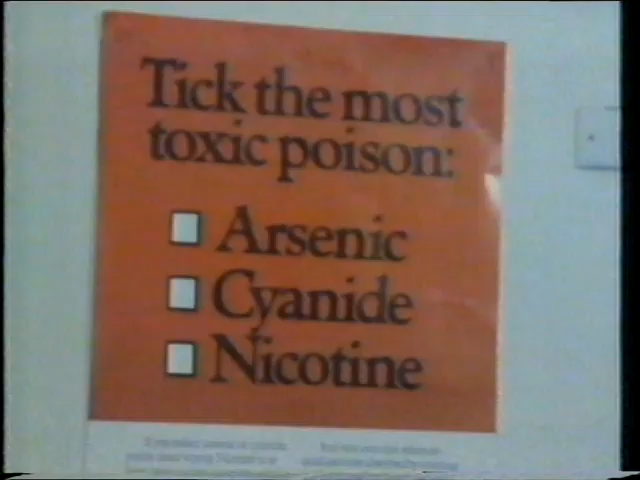 Tick the most
toxic poison:
Arsenic
Cyanide
Nicotine